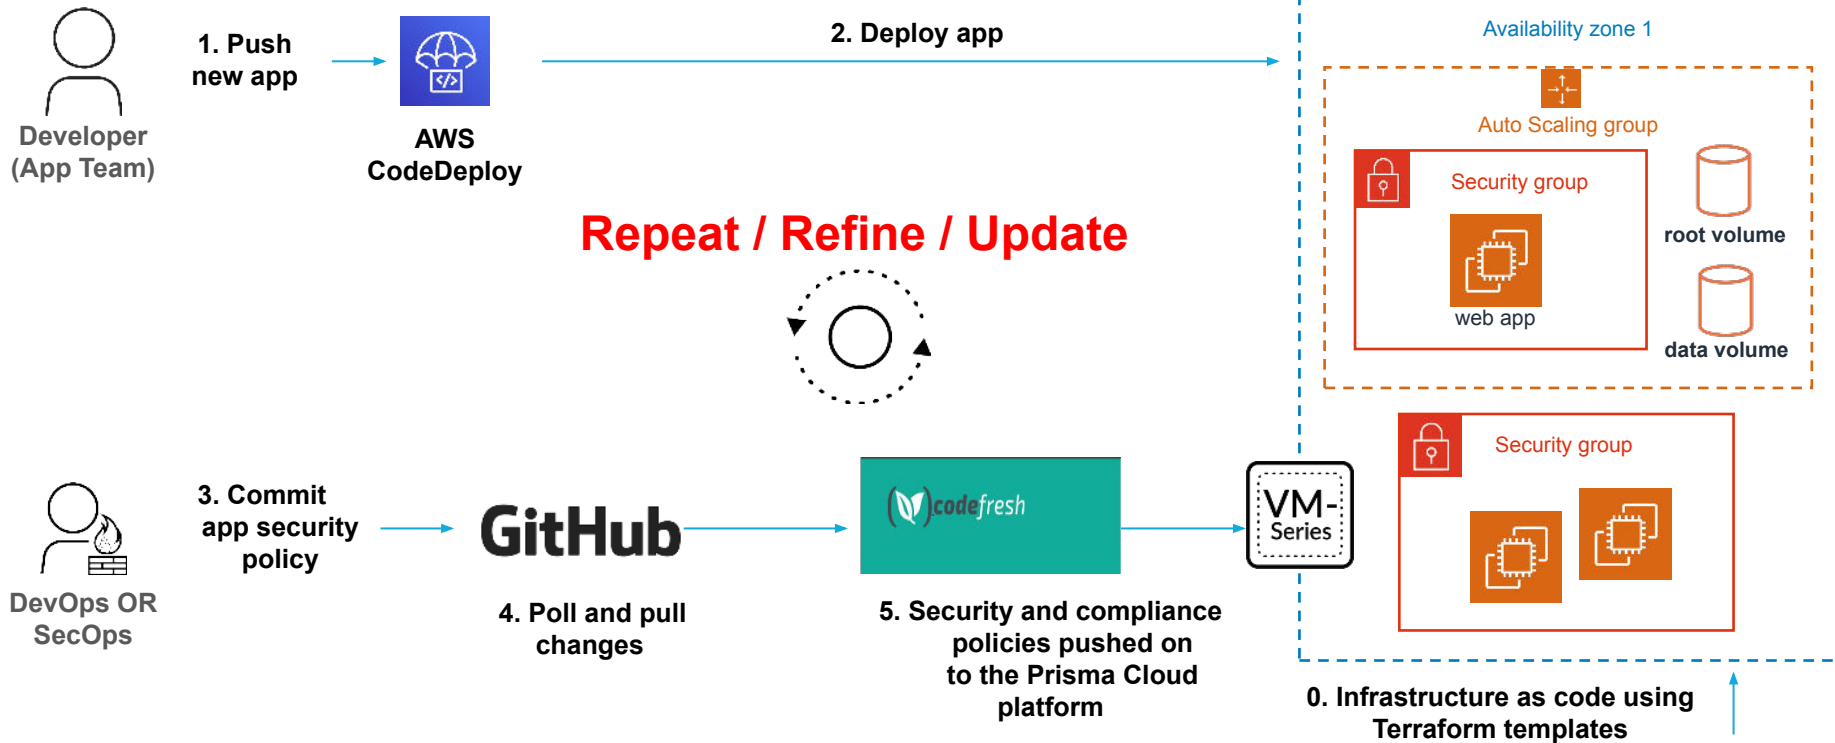 1. Push
new app
Developer
(App Team)
AWS
CodeDeploy
2. Deploy app
Availability zone 1
Auto Scaling group
Security group
web app
root volume
data volume
Repeat / Refine / Update
3. Commit
app security
policy
DevOps OR
SecOps
GitHub
4. Poll and pull
changes
codefresh
5. Security and compliance
policies pushed on
to the Prisma Cloud
platform
VM-
Series
Security group
0. Infrastructure as code using
Terraform templates